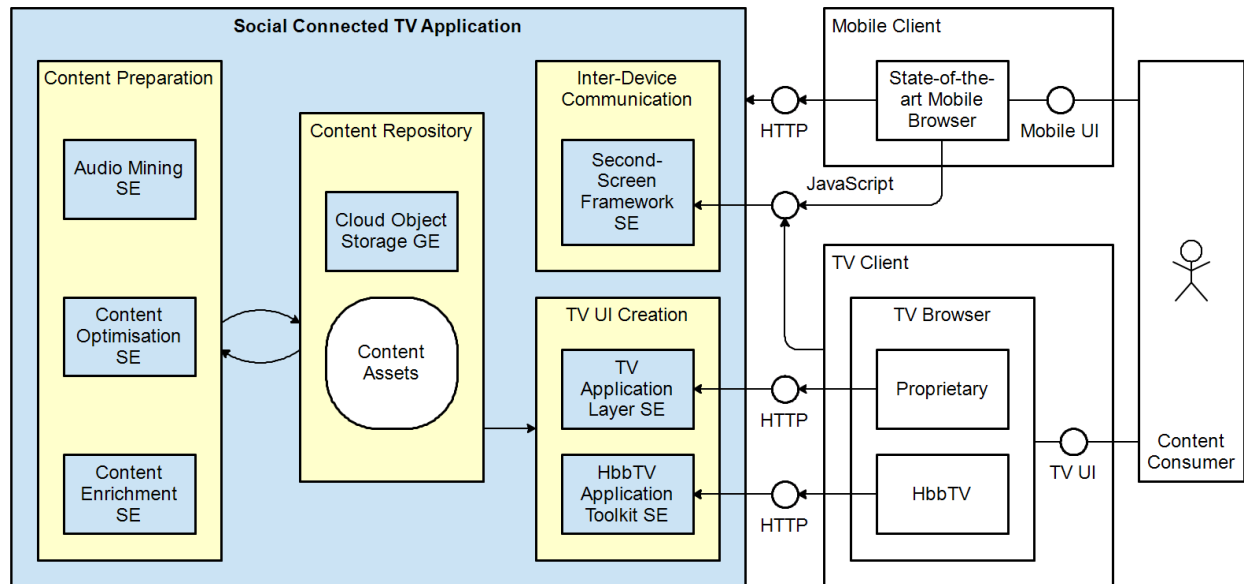 Social Connected TV Application
Content Preparation
Audio Mining
SE
Content
Optimisation
SE
Content
Enrichment
SE
Content Repository
Cloud Object
Storage GE
Content
Assets
Inter-Device
Communication
Second-
Screen
Framework
SE
TV UI Creation
TV
Application
Layer SE
HbbTV
Application
Toolkit SE
HTTP
JavaScript
HTTP
HTTP
Mobile Client
State-of-the-
art Mobile
Browser
Mobile UI
TV Client
TV Browser
Proprietary
HbbTV
TV UI
Content
Consumer